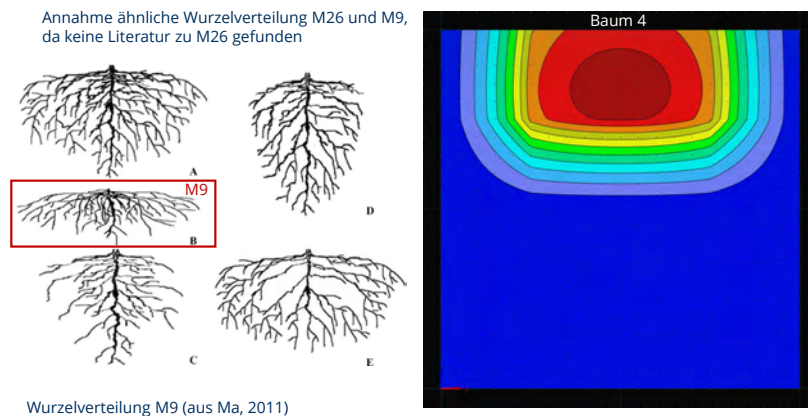 Annahme ähnliche Wurzelverteilung M26 und M9,
da keine Literatur zu M26 gefunden
Baum 4
A
M9
B
D
C
E
Wurzelverteilung M9 (aus Ma, 2011)